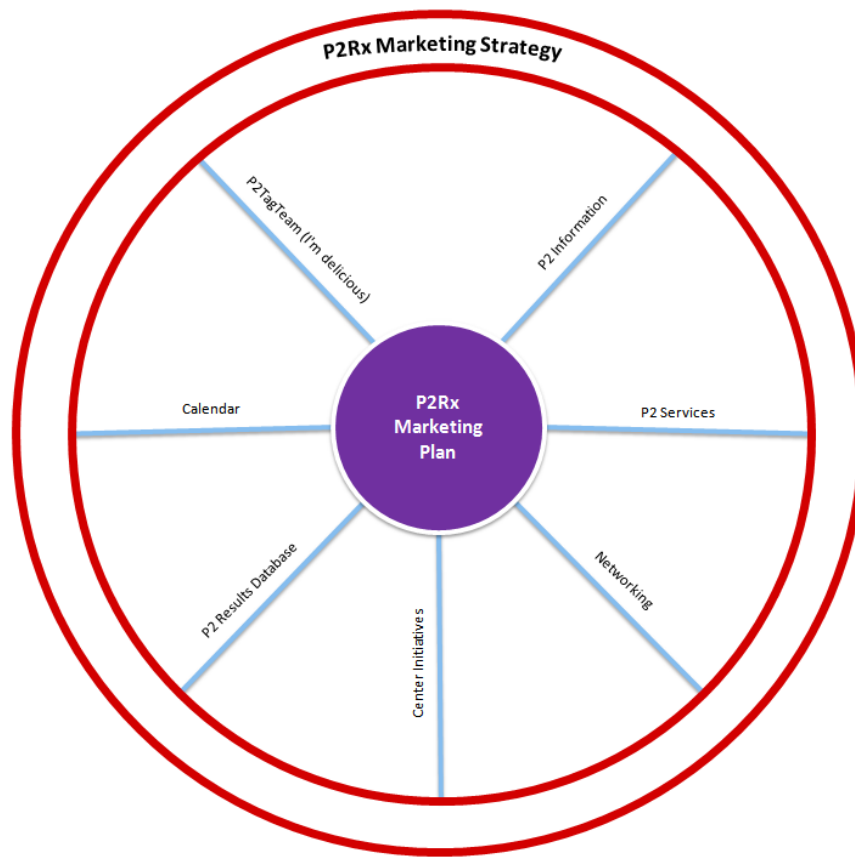 P2Rx Marketing Strategy
P2TagTeam (I'm delicious)
P2 Information
Calendar
P2Rx
Marketing
Plan
P2 Services
P2 Results Database
Center Initiatives
Networking